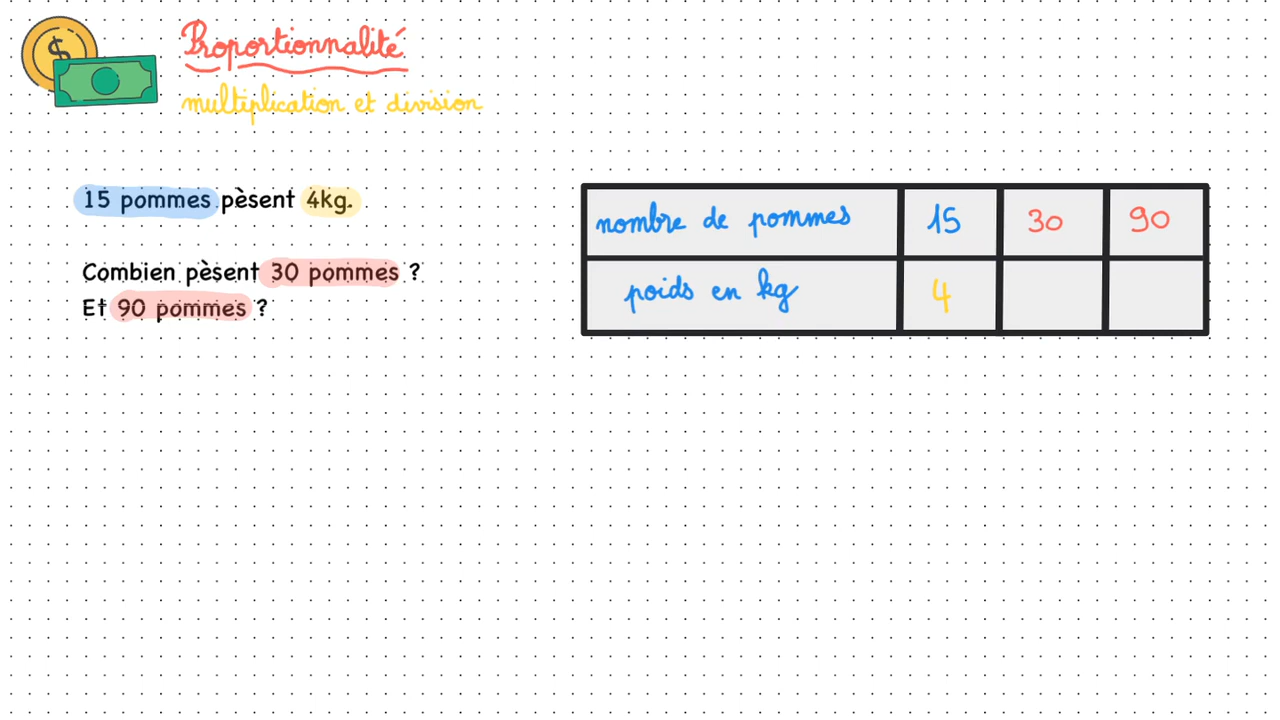 Proportionnalité
multiplication et division
15 pommes pèsent 4kg.
Combien pèsent 30 pommes ?
Et 90 pommes ?
nombre de pommes 15 30 90
poids en kg 4